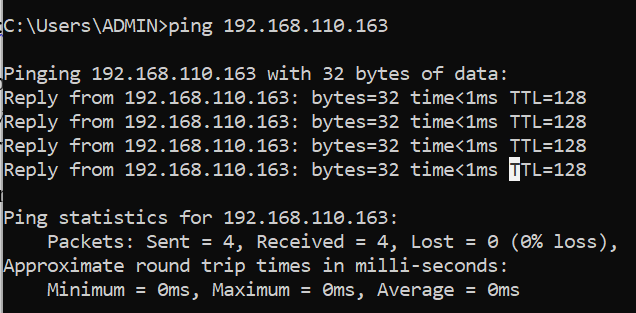 C:\Users\ADMIN>ping 192.168.110.163
Pinging 192.168.110.163 with 32 bytes of data:
Reply from 192.168.110.163: bytes=32 time<1ms TTL=128
Reply from 192.168.110.163: bytes=32 time<1ms TTL=128
Reply from 192.168.110.163: bytes=32 time<1ms TTL=128
Reply from 192.168.110.163: bytes=32 time<1ms TTL=128
Ping statistics for 192.168.110.163:
    Packets: Sent = 4, Received = 4, Lost = 0 (0% loss),
Approximate round trip times in milli-seconds:
    Minimum = 0ms, Maximum = 0ms, Average = 0ms